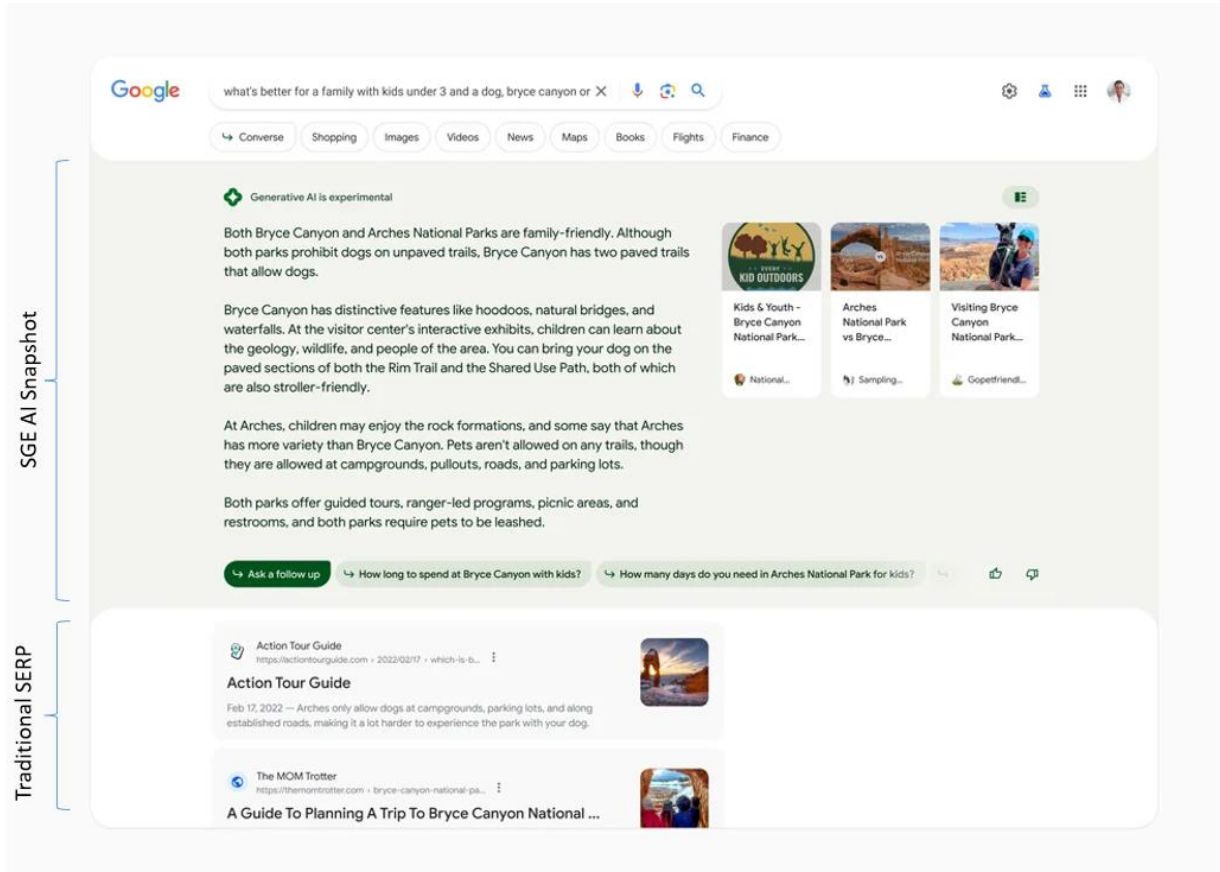 Google
what's better for a family with kids under 3 and a dog, bryce canyon or
Converse
Shopping
Images
Videos
News
Maps
Books
Flights
Finance
SGE AI Snapshot
Generative AI is experimental
Both Bryce Canyon and Arches National Parks are family-friendly. Although
both parks prohibit dogs on unpaved trails, Bryce Canyon has two paved trails
that allow dogs.
Bryce Canyon has distinctive features like hoodoos, natural bridges, and
waterfalls. At the visitor center's interactive exhibits, children can learn about
the geology, wildlife, and people of the area. You can bring your dog on the
paved sections of both the Rim Trail and the Shared Use Path, both of which
are also stroller-friendly.
At Arches, children may enjoy the rock formations, and some say that Arches
has more variety than Bryce Canyon. Pets aren't allowed on any trails, though
they are allowed at campgrounds, pullouts, roads, and parking lots.
Both parks offer guided tours, ranger-led programs, picnic areas, and
restrooms, and both parks require pets to be leashed.
EVERY
KID OUTDOORS
Kids & Youth -
Bryce Canyon
National Park...
National...
VS
Arches
National Park
vs Bryce...
Sampling...
Visiting Bryce
Canyon
National Park...
Gopetfriendl...
Ask a follow up
How long to spend at Bryce Canyon with kids?
How many days do you need in Arches National Park for kids?
Traditional SERP
Action Tour Guide
https://actiontourguide.com › 2022/02/17 › which-is-b...
Action Tour Guide
Feb 17, 2022 — Arches only allow dogs at campgrounds, parking lots, and along
established roads, making it a lot harder to experience the park with your dog.
The MOM Trotter
https://themomtrotter.com › bryce-canyon-national-pa...
A Guide To Planning A Trip To Bryce Canyon National ...